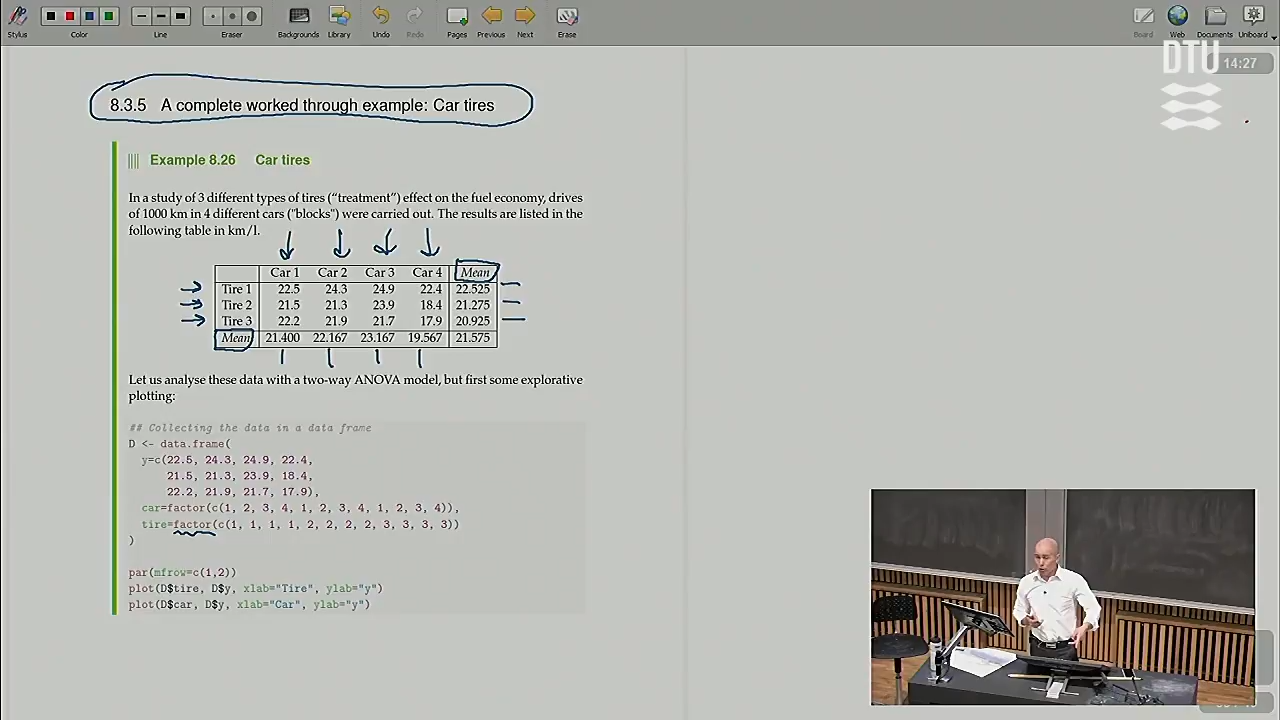 Stylus
Color
Line
Eraser
Backgrounds
Library
Undo
Redo
Pages
Previous
Next
Erase
Board
Web
Documents
Uniboard
DTU
14:27
8.3.5 A complete worked through example: Car tires
Example 8.26 Car tires
In a study of 3 different types of tires ("treatment") effect on the fuel economy, drives
of 1000 km in 4 different cars ("blocks") were carried out. The results are listed in the
following table in km/l.
Car 1 Car 2 Car 3 Car 4 Mean
Tire 1 22.5 24.3 24.9 22.4 22.525
Tire 2 21.5 21.3 23.9 18.4 21.275
Tire 3 22.2 21.9 21.7 17.9 20.925
Mean 21.400 22.167 23.167 19.567 21.575
Let us analyse these data with a two-way ANOVA model, but first some explorative
plotting:
## Collecting the data in a data frame
D <- data.frame(
y=c(22.5, 24.3, 24.9, 22.4,
21.5, 21.3, 23.9, 18.4,
22.2, 21.9, 21.7, 17.9),
car=factor(c(1, 2, 3, 4, 1, 2, 3, 4, 1, 2, 3, 4)),
tire=factor(c(1, 1, 1, 1, 2, 2, 2, 2, 3, 3, 3, 3))
)
par(mfrow=c(1,2))
plot(D$tire, D$y, xlab="Tire", ylab="y")
plot(D$car, D$y, xlab="Car", ylab="y")